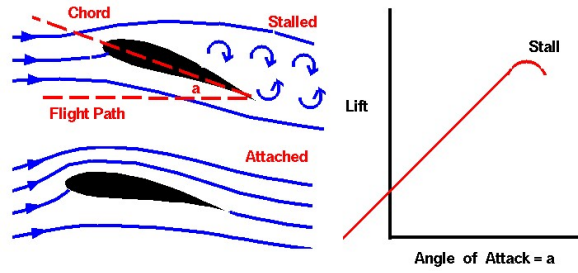 Chord
Stalled
a
Flight Path
Attached
Stall
Lift
Angle of Attack = a